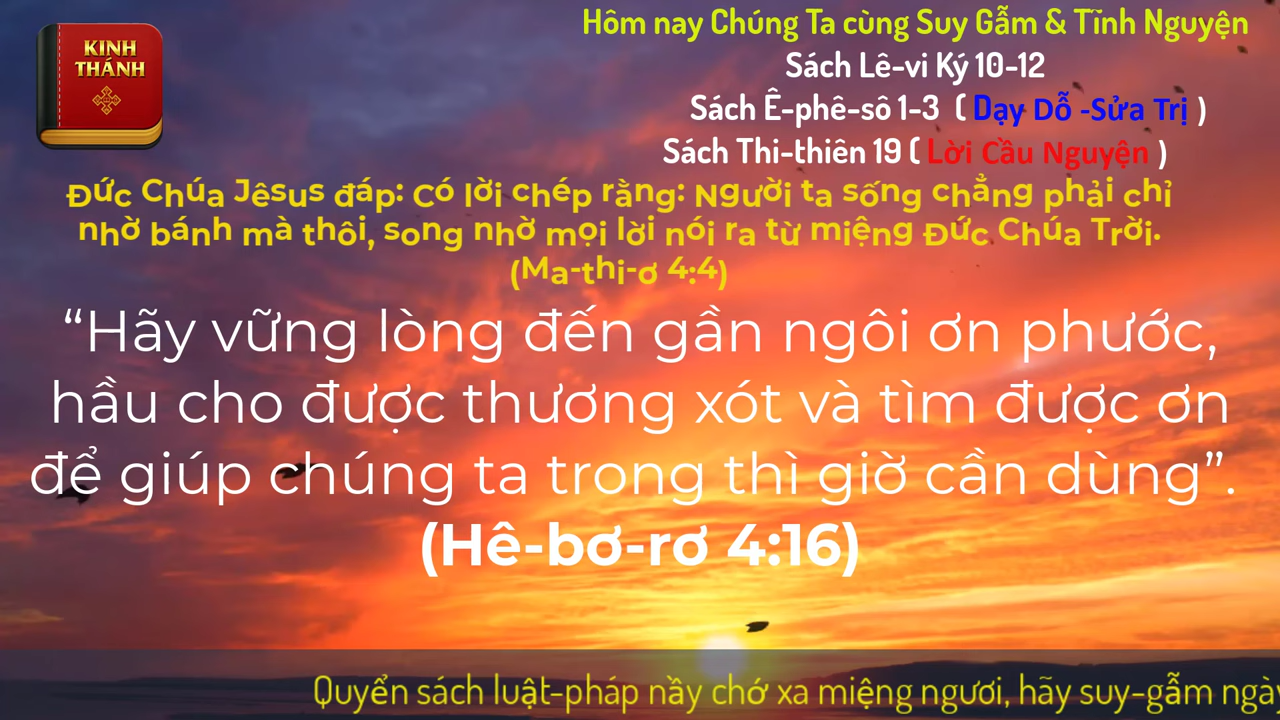 KINH
THÁNH
Hôm nay Chúng Ta cùng Suy Gẫm & Tĩnh Nguyện
Sách Lê-vi Ký 10-12
Sách Ê-phê-sô 1-3 ( Dạy Dỗ -Sửa Trị )
Sách Thi-thiên 19 ( Lời Cầu Nguyện )
Đức Chúa Jêsus đáp: Có lời chép rằng: Người ta sống chẳng phải chỉ
nhờ bánh mà thôi, song nhờ mọi lời nói ra từ miệng Đức Chúa Trời.
(Ma-thi-ơ 4:4)
“Hãy vững lòng đến gần ngôi ơn phước,
hầu cho được thương xót và tìm được ơn
để giúp chúng ta trong thì giờ cần dùng”.
(Hê-bơ-rơ 4:16)
Quyển sách luật-pháp nầy chớ xa miệng ngươi, hãy suy-gẫm ngày